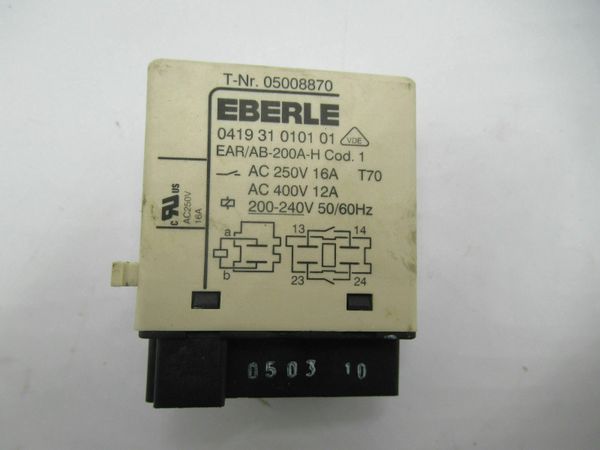 T-Nr. 05008870
EBERLE
0419 31 0101 01 VDE
EAR/AB-200A-H Cod. 1
AC 250V 16A T70
AC 400V 12A
200-240V 50/60Hz
c UR US
AC250V
16A
a 13 14
b 23 24
0503 10